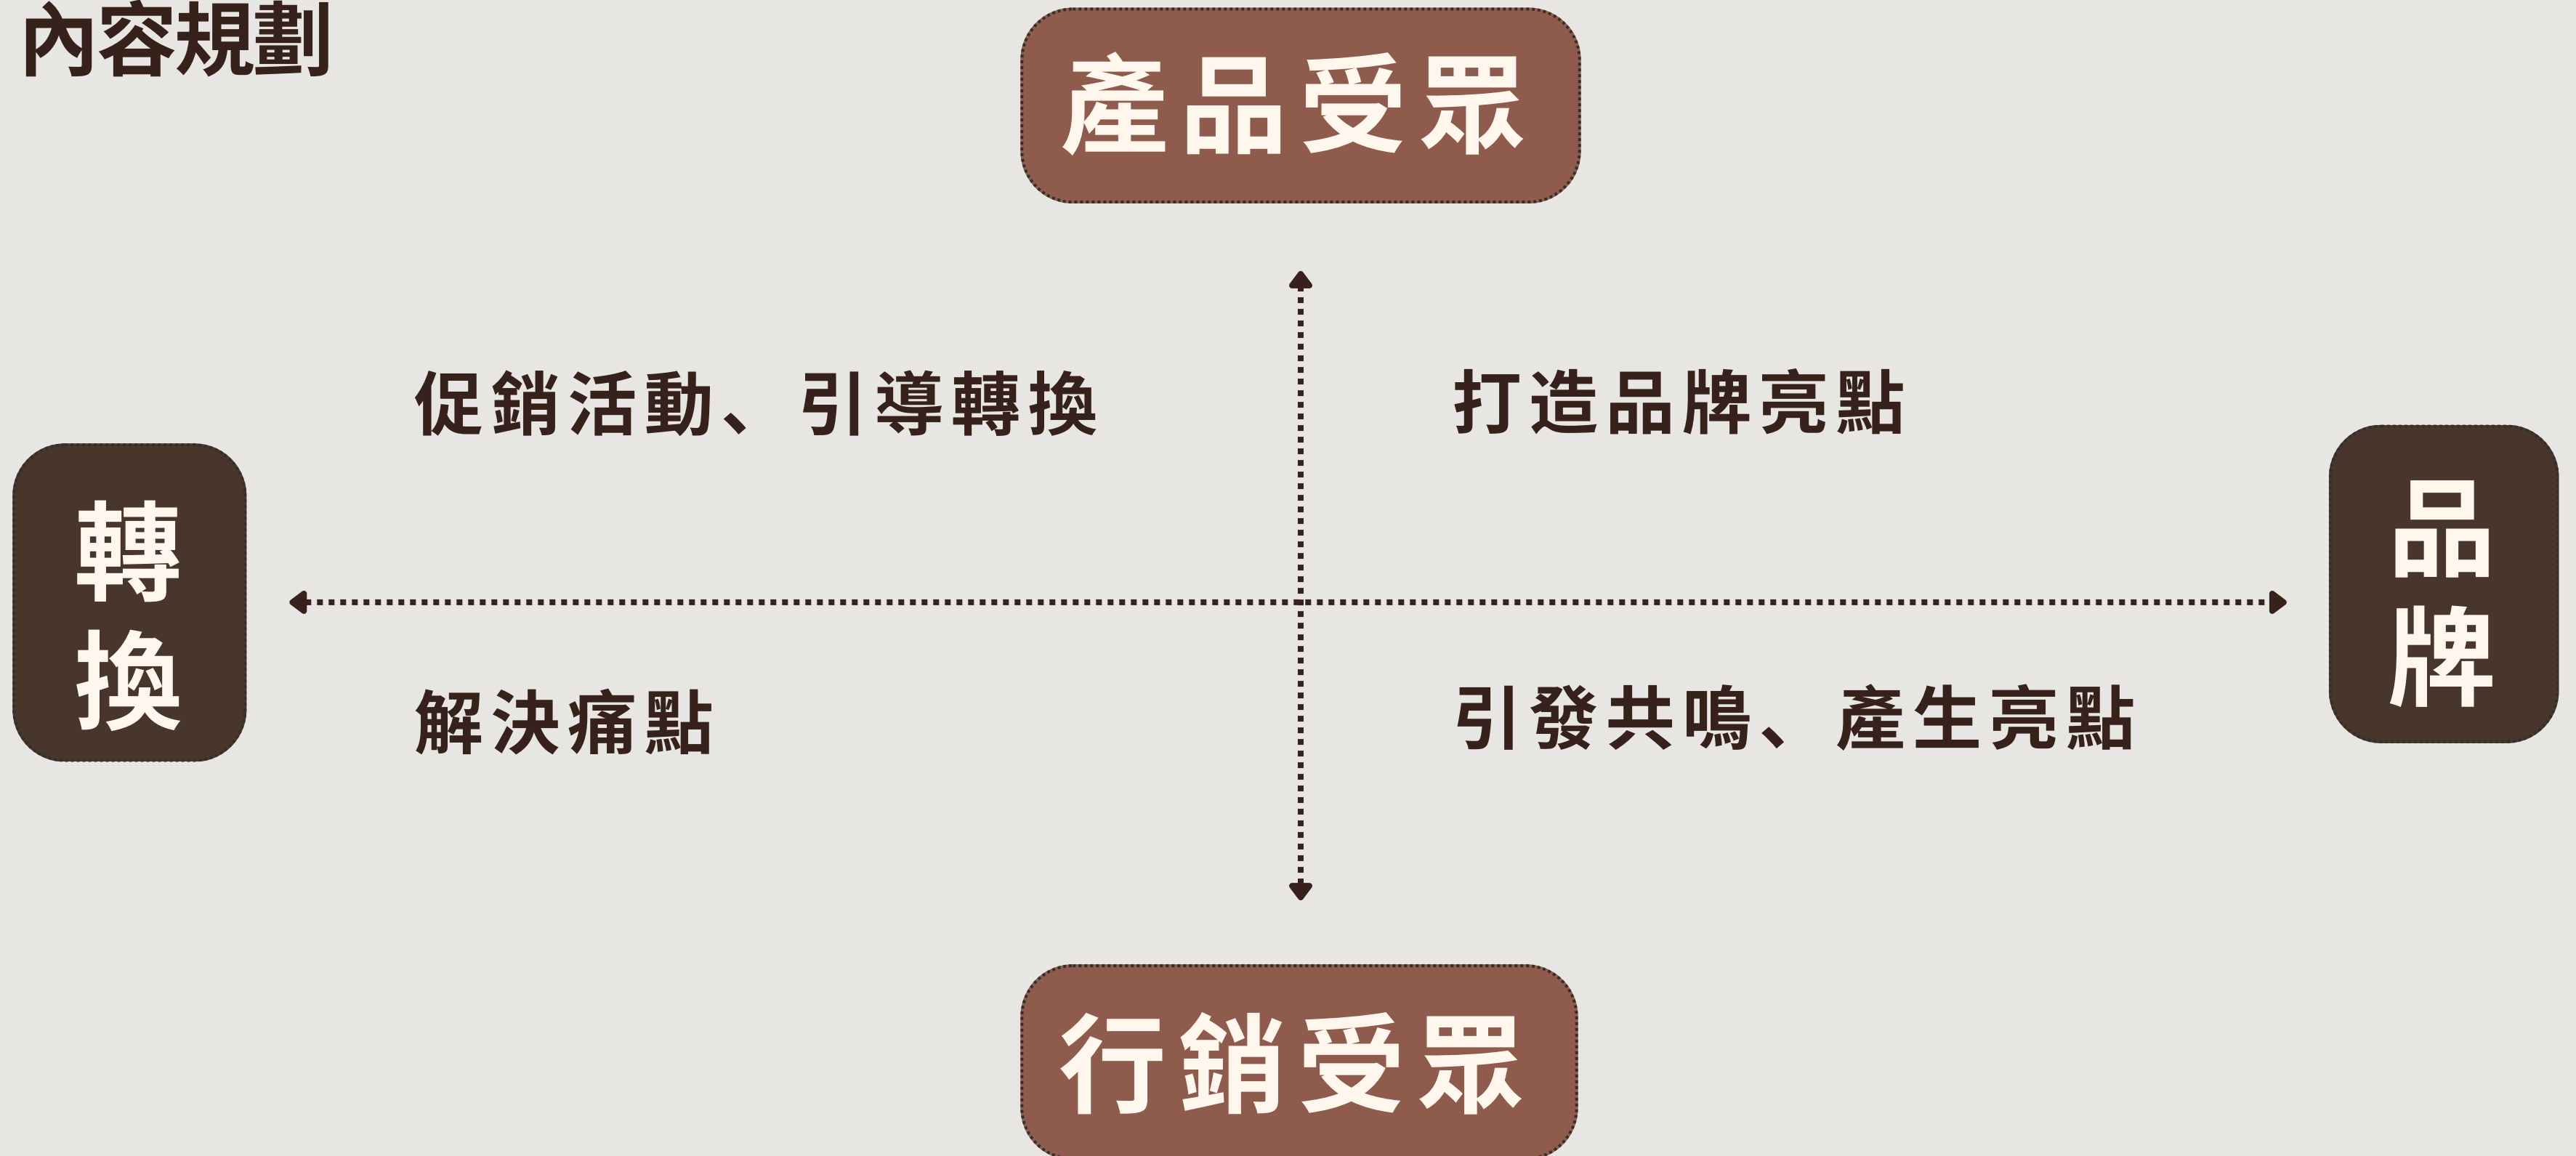 內容規劃
產品受眾
促銷活動、引導轉換
打造品牌亮點
轉換
品牌
解決痛點
引發共鳴、產生亮點
行銷受眾